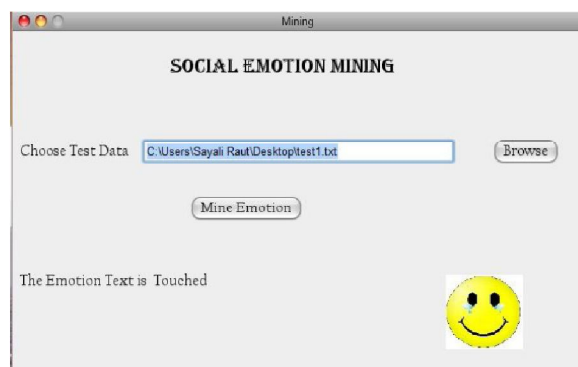 Mining
SOCIAL EMOTION MINING
Choose Test Data C:\Users\Sayali Raut\Desktop\test1.txt Browse
Mine Emotion
The Emotion Text is Touched